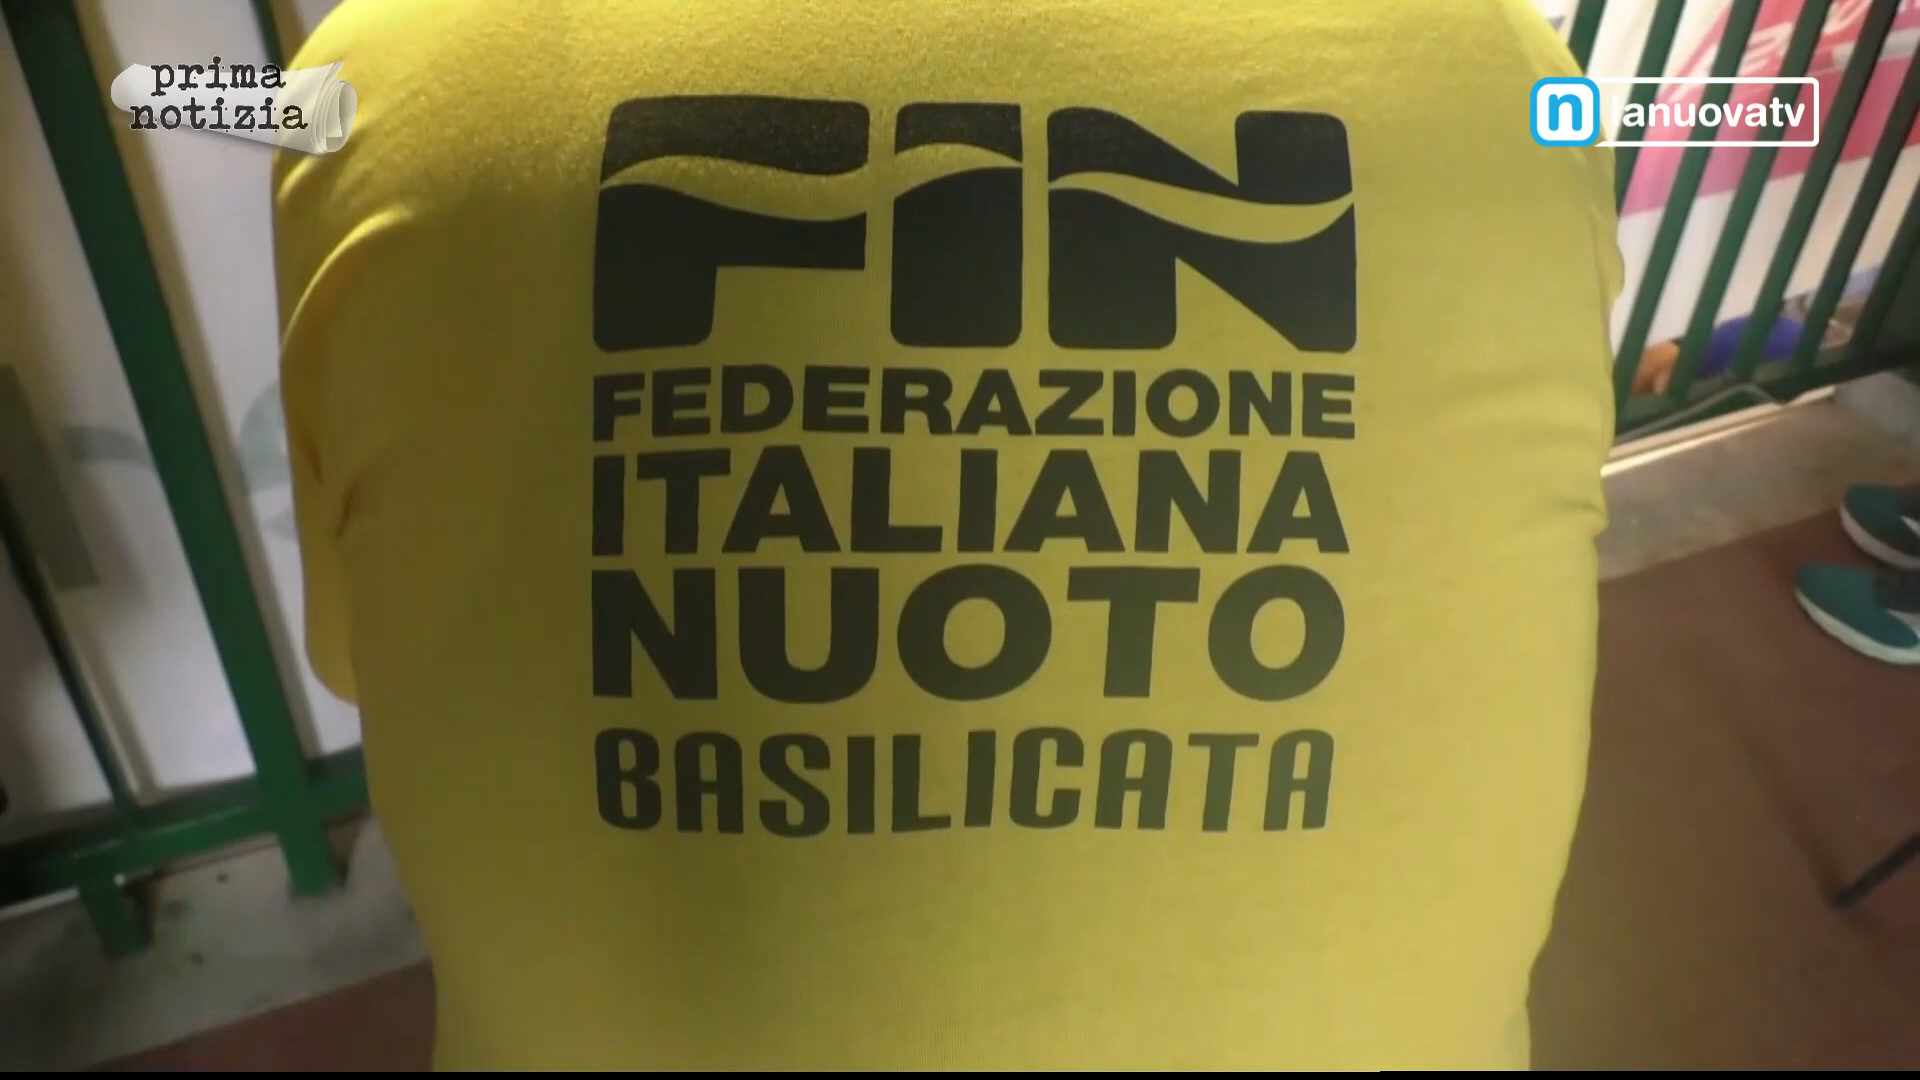 prima
notizia
n lanuovatv
FIN
FEDERAZIONE
ITALIANA
NUOTO
BASILICATA